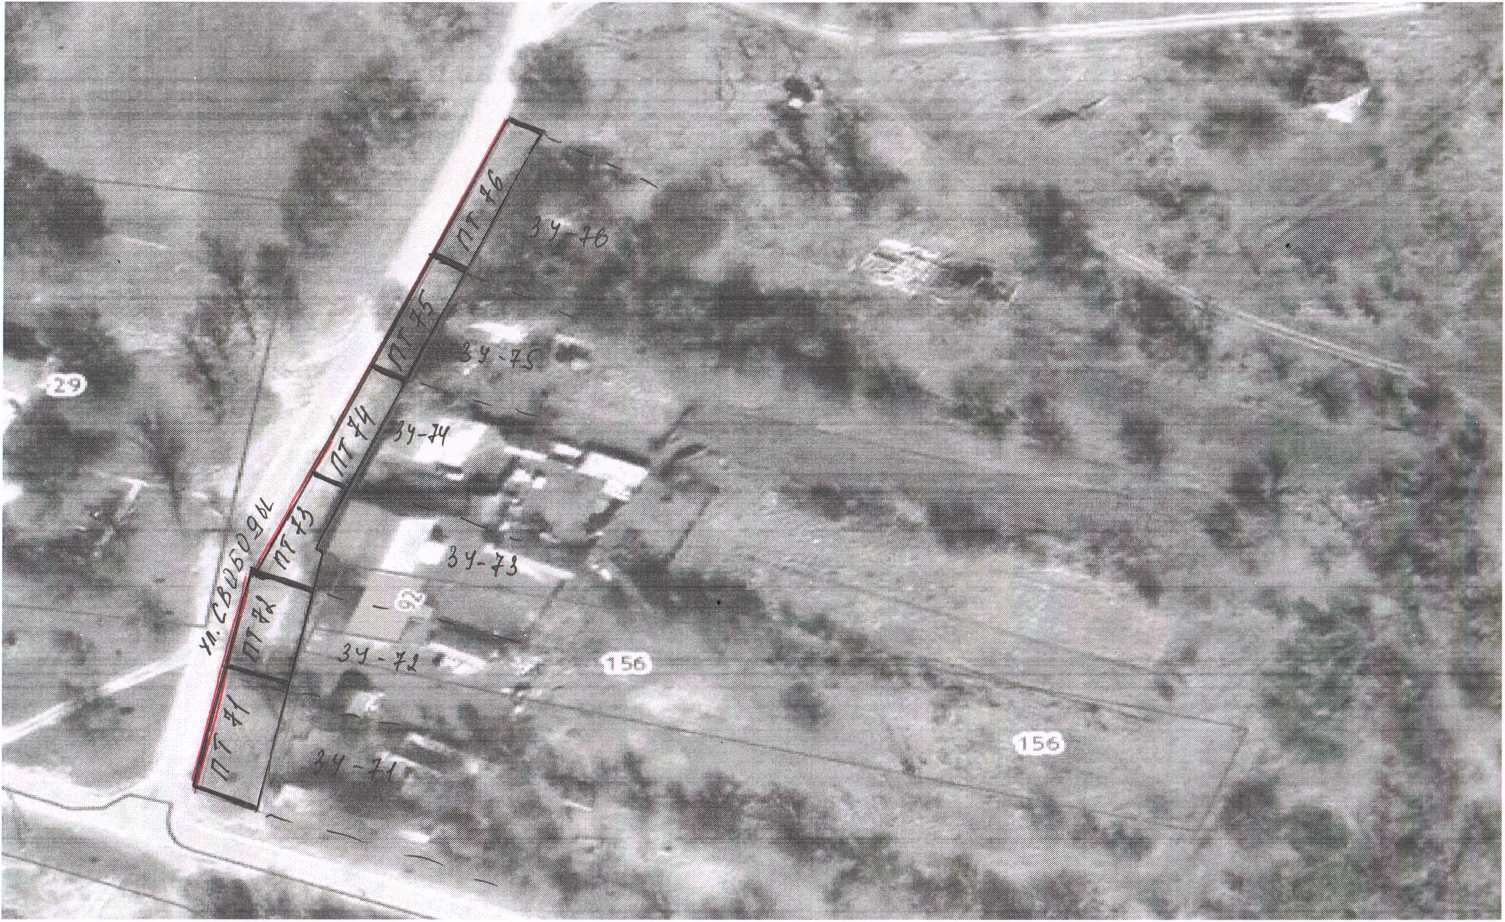 ПТ 76
ЗУ-76
ПТ 75
ЗУ-75
29
ПТ 74
ЗУ-74
ул. СВОБОДЫ
ПТ 73
ЗУ-73
92
ПТ 72
ЗУ-72
156
ПТ 71
ЗУ-71
156